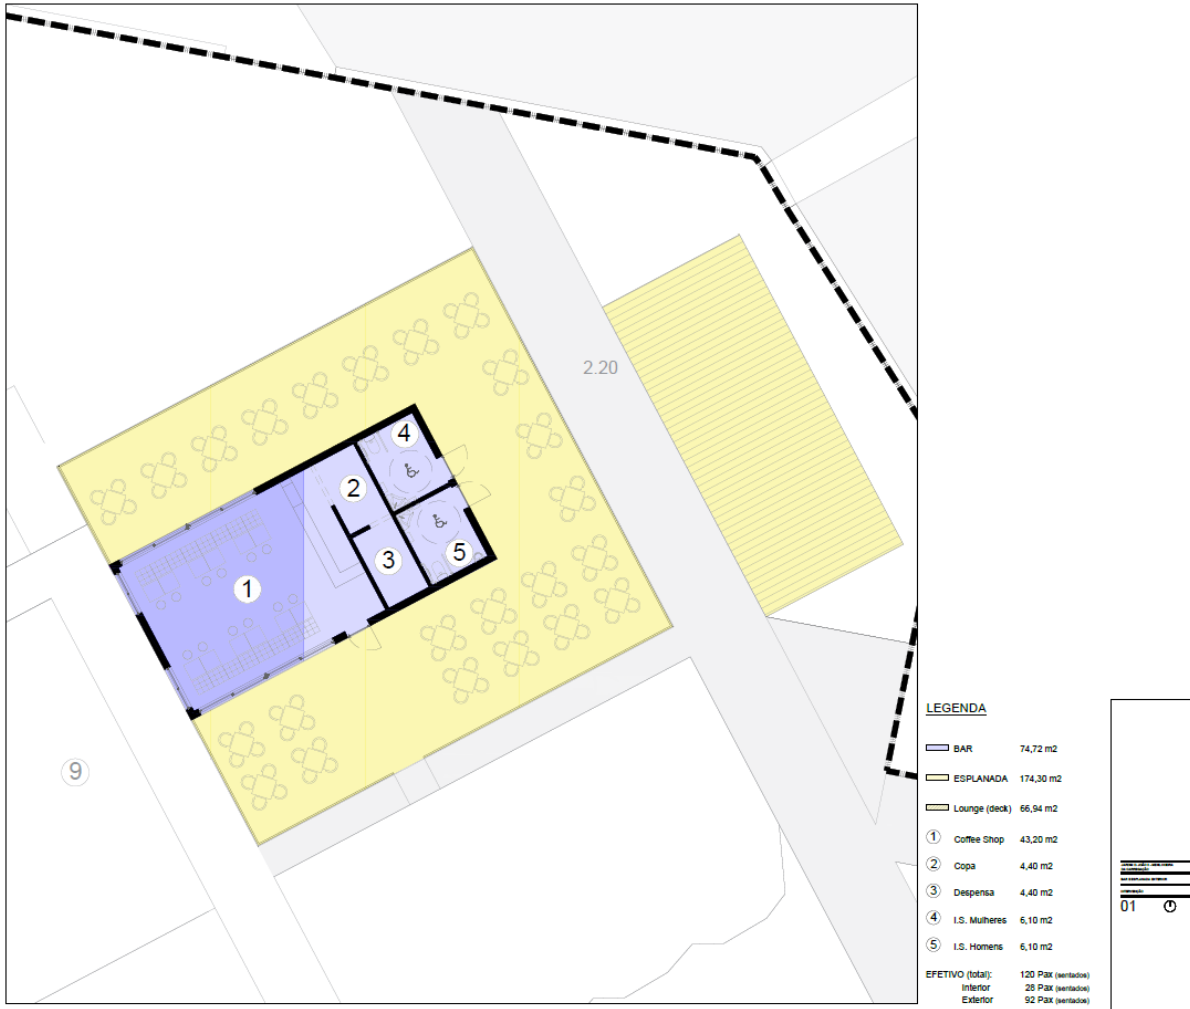 2.20
4
2
3
5
1
9
LEGENDA
BAR 74,72 m2
ESPLANADA 174,30 m2
Lounge (deck) 66,94 m2
1 Coffee Shop 43,20 m2
2 Copa 4,40 m2
3 Despensa 4,40 m2
4 I.S. Mulheres 6,10 m2
5 I.S. Homens 6,10 m2
EFETIVO (total): 120 Pax (sentados)
Interior 28 Pax (sentados)
Exterior 92 Pax (sentados)
01